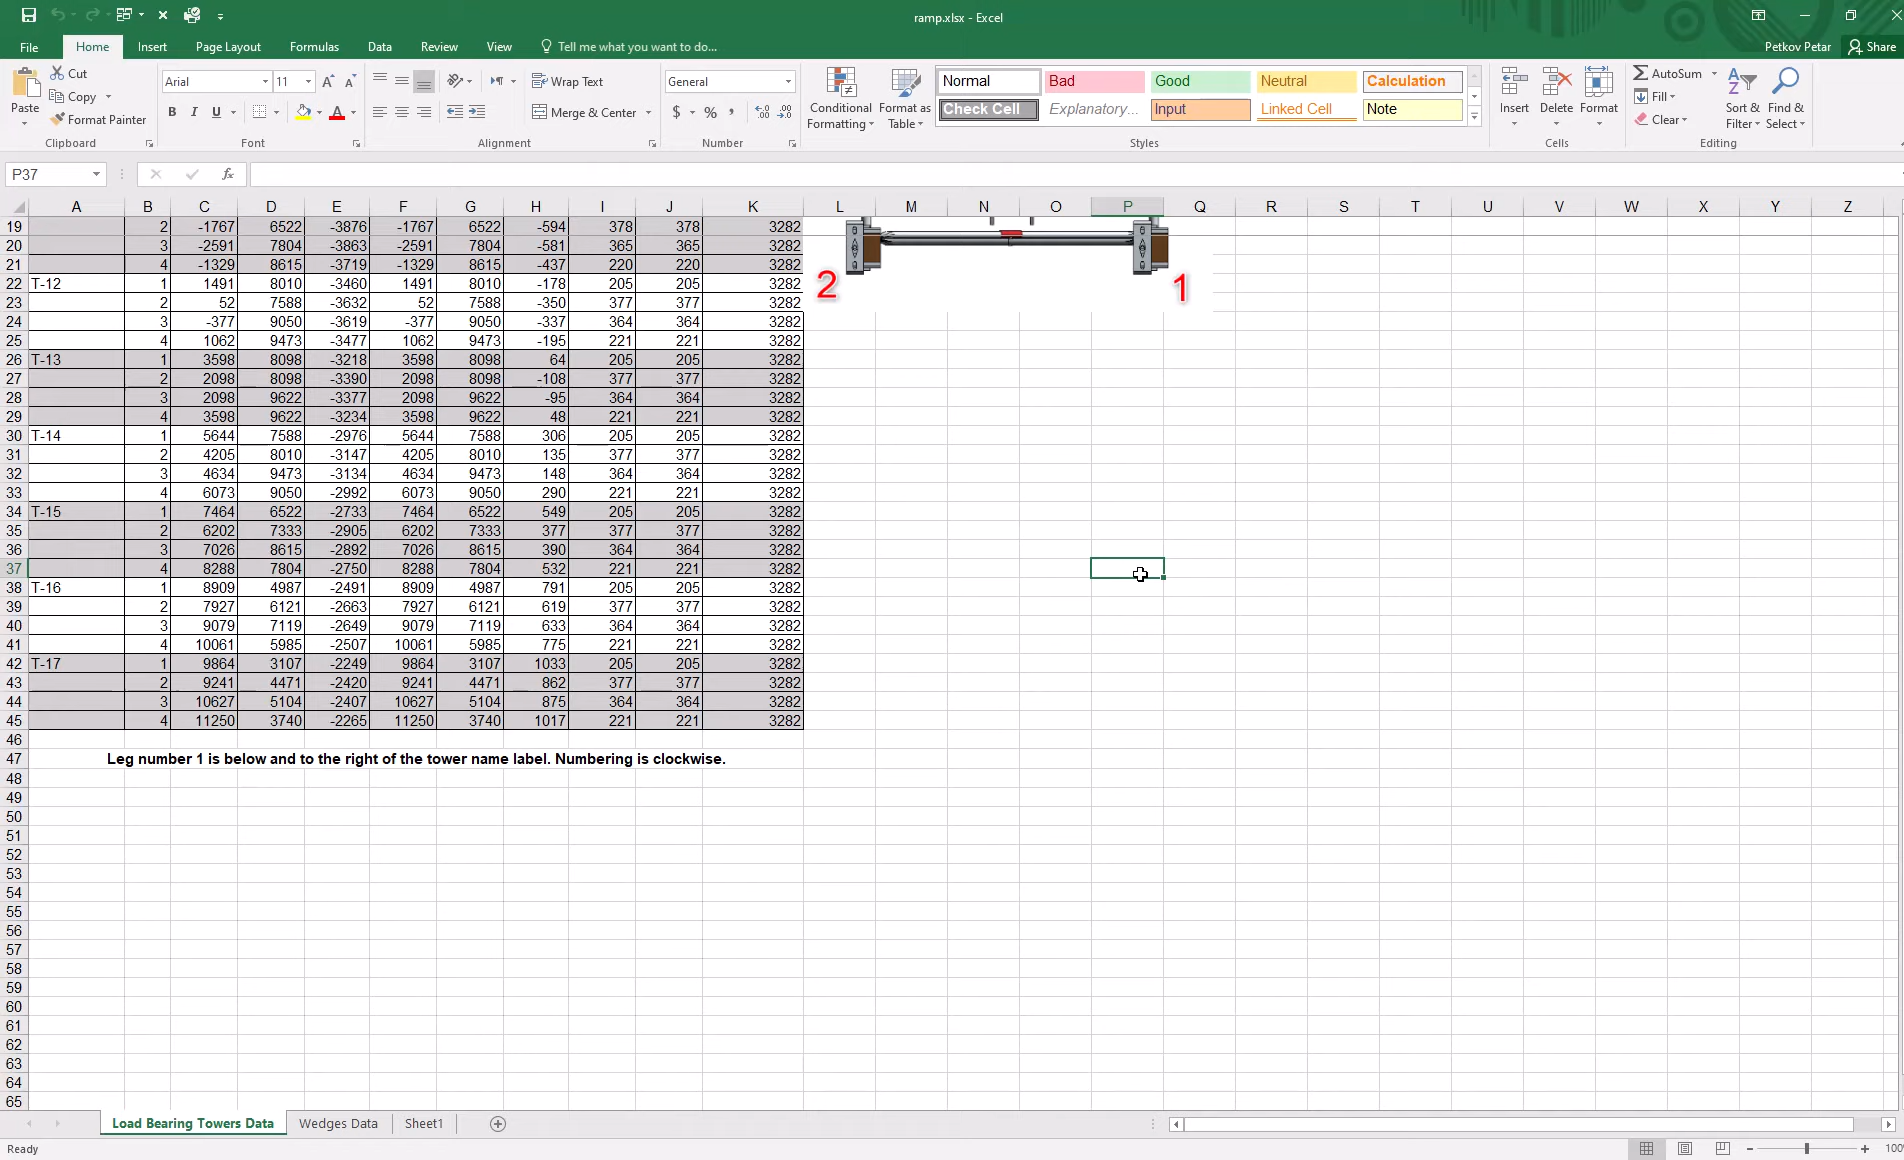 ramp.xlsx - Excel
File Home Insert Page Layout Formulas Data Review View Tell me what you want to do... Petkov Petar Share
Paste Cut Copy Format Painter Clipboard
Arial 11 B I U Font
Wrap Text Merge & Center Alignment
General $ % , Number
Conditional Formatting Format as Table
Normal Bad Good Neutral Calculation
Check Cell Explanatory... Input Linked Cell Note
Styles
Insert Delete Format Cells
AutoSum Fill Clear Sort & Filter Find & Select Editing
P37 fx
A B C D E F G H I J K L M N O P Q R S T U V W X Y Z
19 2 -1767 6522 -3876 -1767 6522 -594 378 378 3282
20 3 -2591 7804 -3863 -2591 7804 -581 365 365 3282
21 4 -1329 8615 -3719 -1329 8615 -437 220 220 3282
22 T-12 1 1491 8010 -3460 1491 8010 -178 205 205 3282 2 1
23 2 52 7588 -3632 52 7588 -350 377 377 3282
24 3 -377 9050 -3619 -377 9050 -337 364 364 3282
25 4 1062 9473 -3477 1062 9473 -195 221 221 3282
26 T-13 1 3598 8098 -3218 3598 8098 64 205 205 3282
27 2 2098 8098 -3390 2098 8098 -108 377 377 3282
28 3 2098 9622 -3377 2098 9622 -95 364 364 3282
29 4 3598 9622 -3234 3598 9622 48 221 221 3282
30 T-14 1 5644 7588 -2976 5644 7588 306 205 205 3282
31 2 4205 8010 -3147 4205 8010 135 377 377 3282
32 3 4634 9473 -3134 4634 9473 148 364 364 3282
33 4 6073 9050 -2992 6073 9050 290 221 221 3282
34 T-15 1 7464 6522 -2733 7464 6522 549 205 205 3282
35 2 6202 7333 -2905 6202 7333 377 377 377 3282
36 3 7026 8615 -2892 7026 8615 390 364 364 3282
37 4 8288 7804 -2750 8288 7804 532 221 221 3282
38 T-16 1 8909 4987 -2491 8909 4987 791 205 205 3282
39 2 7927 6121 -2663 7927 6121 619 377 377 3282
40 3 9079 7119 -2649 9079 7119 633 364 364 3282
41 4 10061 5985 -2507 10061 5985 775 221 221 3282
42 T-17 1 9864 3107 -2249 9864 3107 1033 205 205 3282
43 2 9241 4471 -2420 9241 4471 862 377 377 3282
44 3 10627 5104 -2407 10627 5104 875 364 364 3282
45 4 11250 3740 -2265 11250 3740 1017 221 221 3282
46
47 Leg number 1 is below and to the right of the tower name label. Numbering is clockwise.
48
49
50
51
52
53
54
55
56
57
58
59
60
61
62
63
64
65
Load Bearing Towers Data Wedges Data Sheet1
Ready 100